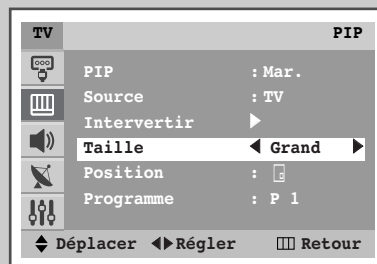 TV PIP
PIP : Mar.
Source : TV
Intervertir
Taille Grand
Position :
Programme : P 1
Déplacer Régler Retour